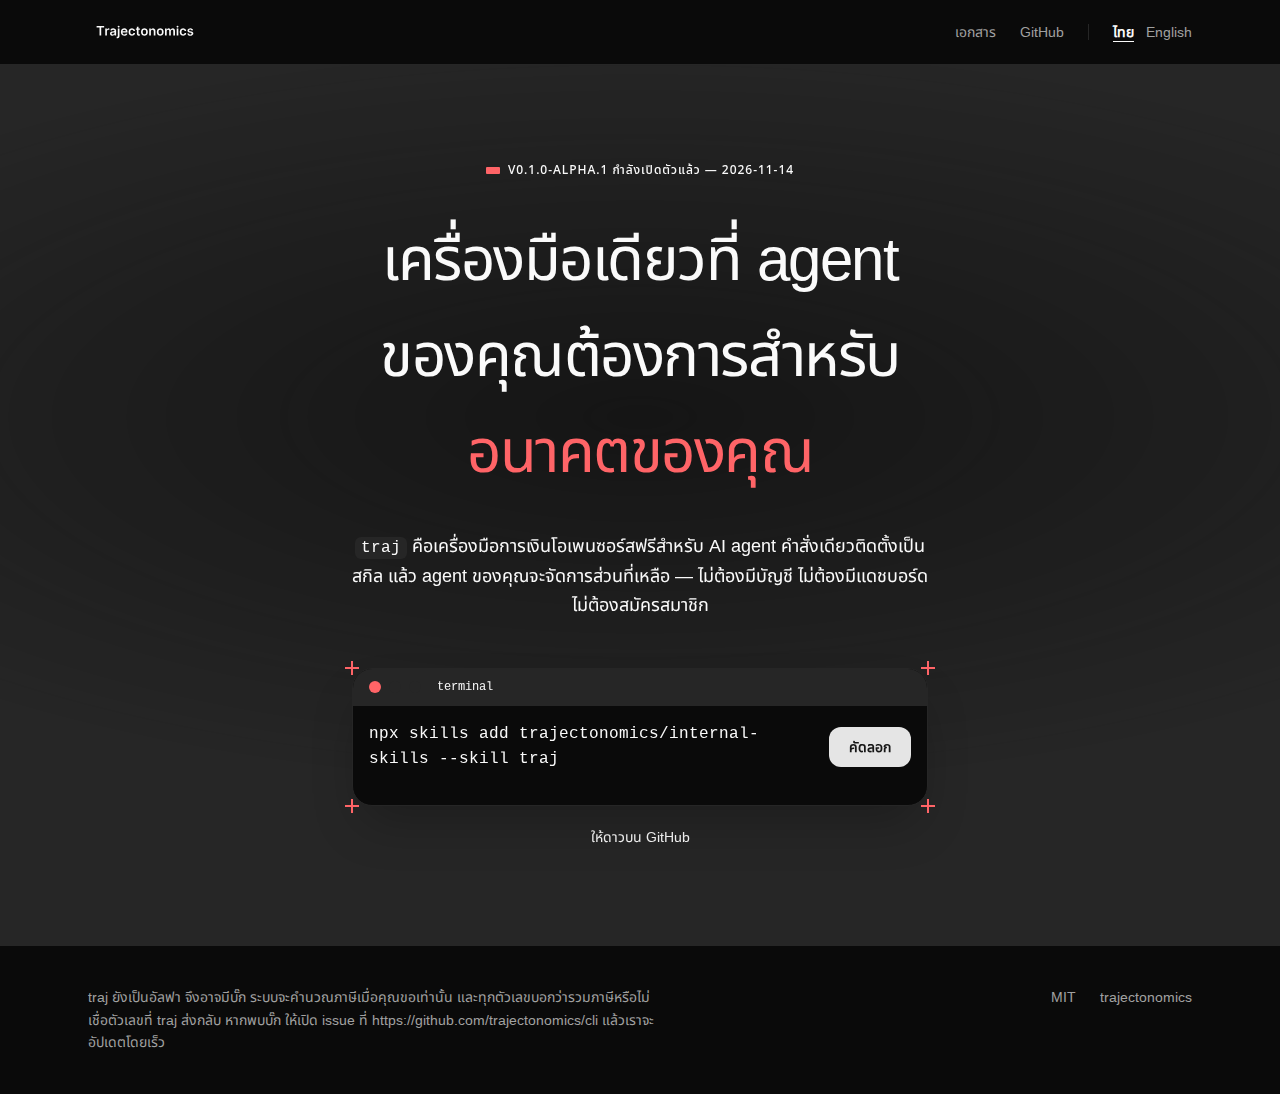 Trajectonomics
เอกสาร GitHub ไทย English
V0.1.0-ALPHA.1 กำลังเปิดตัวแล้ว — 2026-11-14
เครื่องมือเดียวที่ agent
ของคุณต้องการสำหรับ
อนาคตของคุณ
traj คือเครื่องมือการเงินโอเพนซอร์สฟรีสำหรับ AI agent คำสั่งเดียวติดตั้งเป็น
สกิล แล้ว agent ของคุณจะจัดการส่วนที่เหลือ — ไม่ต้องมีบัญชี ไม่ต้องมีแดชบอร์ด
ไม่ต้องสมัครสมาชิก
terminal
npx skills add trajectonomics/internal-
skills --skill traj
คัดลอก
ให้ดาวบน GitHub
traj ยังเป็นอัลฟา จึงอาจมีบั๊ก ระบบจะคำนวณภาษีเมื่อคุณขอเท่านั้น และทุกตัวเลขบอกว่ารวมภาษีหรือไม่
เชื่อตัวเลขที่ traj ส่งกลับ หากพบบั๊ก ให้เปิด issue ที่ https://github.com/trajectonomics/cli แล้วเราจะ
อัปเดตโดยเร็ว
MIT trajectonomics